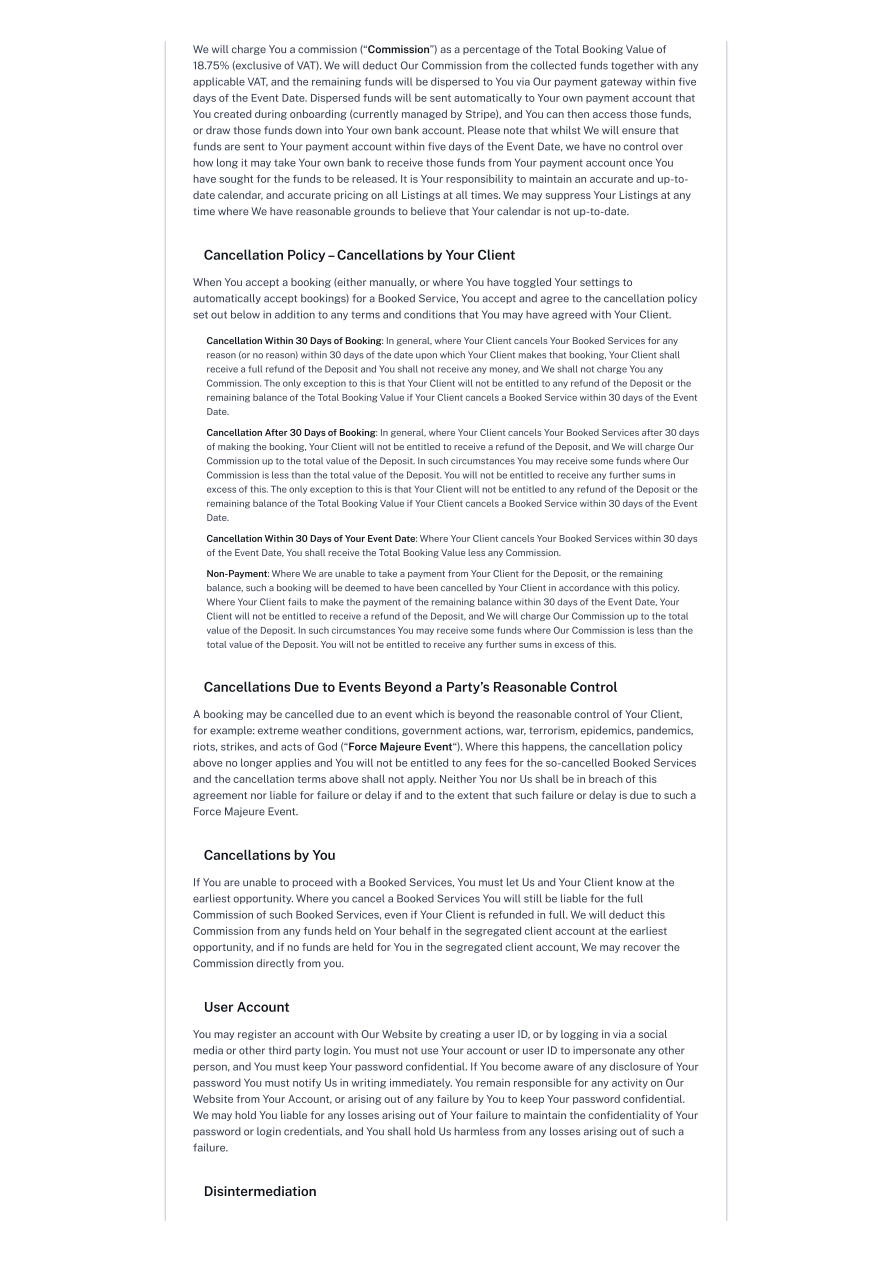 We will charge You a commission (“Commission”) as a percentage of the Total Booking Value of
18.75% (exclusive of VAT). We will deduct Our Commission from the collected funds together with any
applicable VAT, and the remaining funds will be dispersed to You via Our payment gateway within five
days of the Event Date. Dispersed funds will be sent automatically to Your own payment account that
You created during onboarding (currently managed by Stripe), and You can then access those funds,
or draw those funds down into Your own bank account. Please note that whilst We will ensure that
funds are sent to Your payment account within five days of the Event Date, we have no control over
how long it may take Your own bank to receive those funds from Your payment account once You
have sought for the funds to be released. It is Your responsibility to maintain an accurate and up-to-
date calendar, and accurate pricing on all Listings at all times. We may suppress Your Listings at any
time where We have reasonable grounds to believe that Your calendar is not up-to-date.
Cancellation Policy – Cancellations by Your Client
When You accept a booking (either manually, or where You have toggled Your settings to
automatically accept bookings) for a Booked Service, You accept and agree to the cancellation policy
set out below in addition to any terms and conditions that You may have agreed with Your Client.
Cancellation Within 30 Days of Booking: In general, where Your Client cancels Your Booked Services for any
reason (or no reason) within 30 days of the date upon which Your Client makes that booking, Your Client shall
receive a full refund of the Deposit and You shall not receive any money, and We shall not charge You any
Commission. The only exception to this is that Your Client will not be entitled to any refund of the Deposit or the
remaining balance of the Total Booking Value if Your Client cancels a Booked Service within 30 days of the Event
Date.
Cancellation After 30 Days of Booking: In general, where Your Client cancels Your Booked Services after 30 days
of making the booking, Your Client will not be entitled to receive a refund of the Deposit, and We will charge Our
Commission up to the total value of the Deposit. In such circumstances You may receive some funds where Our
Commission is less than the total value of the Deposit. You will not be entitled to receive any further sums in
excess of this. The only exception to this is that Your Client will not be entitled to any refund of the Deposit or the
remaining balance of the Total Booking Value if Your Client cancels a Booked Service within 30 days of the Event
Date.
Cancellation Within 30 Days of Your Event Date: Where Your Client cancels Your Booked Services within 30 days
of the Event Date, You shall receive the Total Booking Value less any Commission.
Non-Payment: Where We are unable to take a payment from Your Client for the Deposit, or the remaining
balance, such a booking will be deemed to have been cancelled by Your Client in accordance with this policy.
Where Your Client fails to make the payment of the remaining balance within 30 days of the Event Date, Your
Client will not be entitled to receive a refund of the Deposit, and We will charge Our Commission up to the total
value of the Deposit. In such circumstances You may receive some funds where Our Commission is less than the
total value of the Deposit. You will not be entitled to receive any further sums in excess of this.
Cancellations Due to Events Beyond a Party’s Reasonable Control
A booking may be cancelled due to an event which is beyond the reasonable control of Your Client,
for example: extreme weather conditions, government actions, war, terrorism, epidemics, pandemics,
riots, strikes, and acts of God (“Force Majeure Event“). Where this happens, the cancellation policy
above no longer applies and You will not be entitled to any fees for the so-cancelled Booked Services
and the cancellation terms above shall not apply. Neither You nor Us shall be in breach of this
agreement nor liable for failure or delay if and to the extent that such failure or delay is due to such a
Force Majeure Event.
Cancellations by You
If You are unable to proceed with a Booked Services, You must let Us and Your Client know at the
earliest opportunity. Where you cancel a Booked Services You will still be liable for the full
Commission of such Booked Services, even if Your Client is refunded in full. We will deduct this
Commission from any funds held on Your behalf in the segregated client account at the earliest
opportunity, and if no funds are held for You in the segregated client account, We may recover the
Commission directly from you.
User Account
You may register an account with Our Website by creating a user ID, or by logging in via a social
media or other third party login. You must not use Your account or user ID to impersonate any other
person, and You must keep Your password confidential. If You become aware of any disclosure of Your
password You must notify Us in writing immediately. You remain responsible for any activity on Our
Website from Your Account, or arising out of any failure by You to keep Your password confidential.
We may hold You liable for any losses arising out of Your failure to maintain the confidentiality of Your
password or login credentials, and You shall hold Us harmless from any losses arising out of such a
failure.
Disintermediation